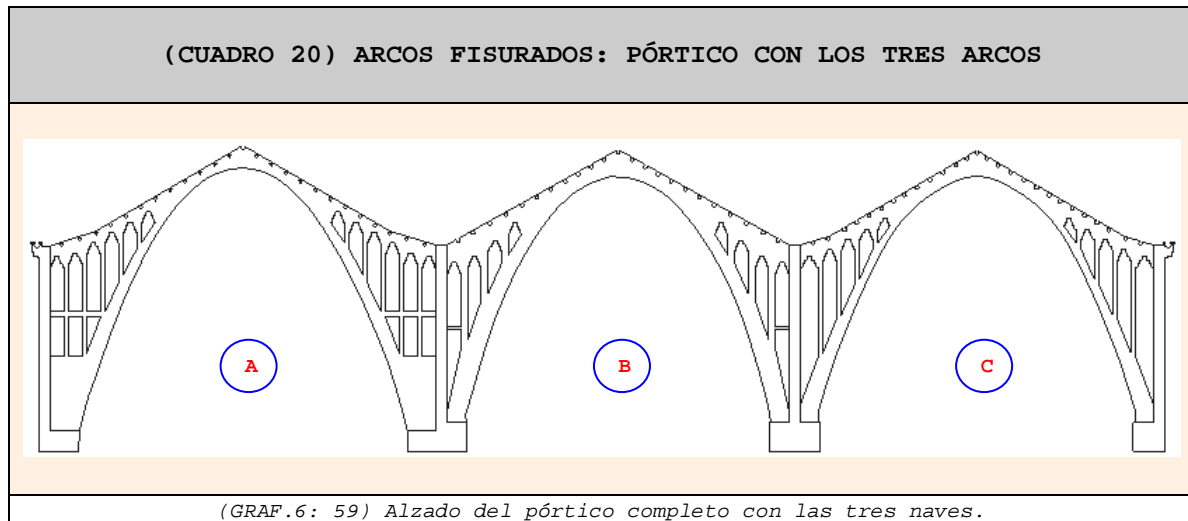 (CUADRO 20) ARCOS FISURADOS: PÓRTICO CON LOS TRES ARCOS
A B C
(GRAF.6: 59) Alzado del pórtico completo con las tres naves.